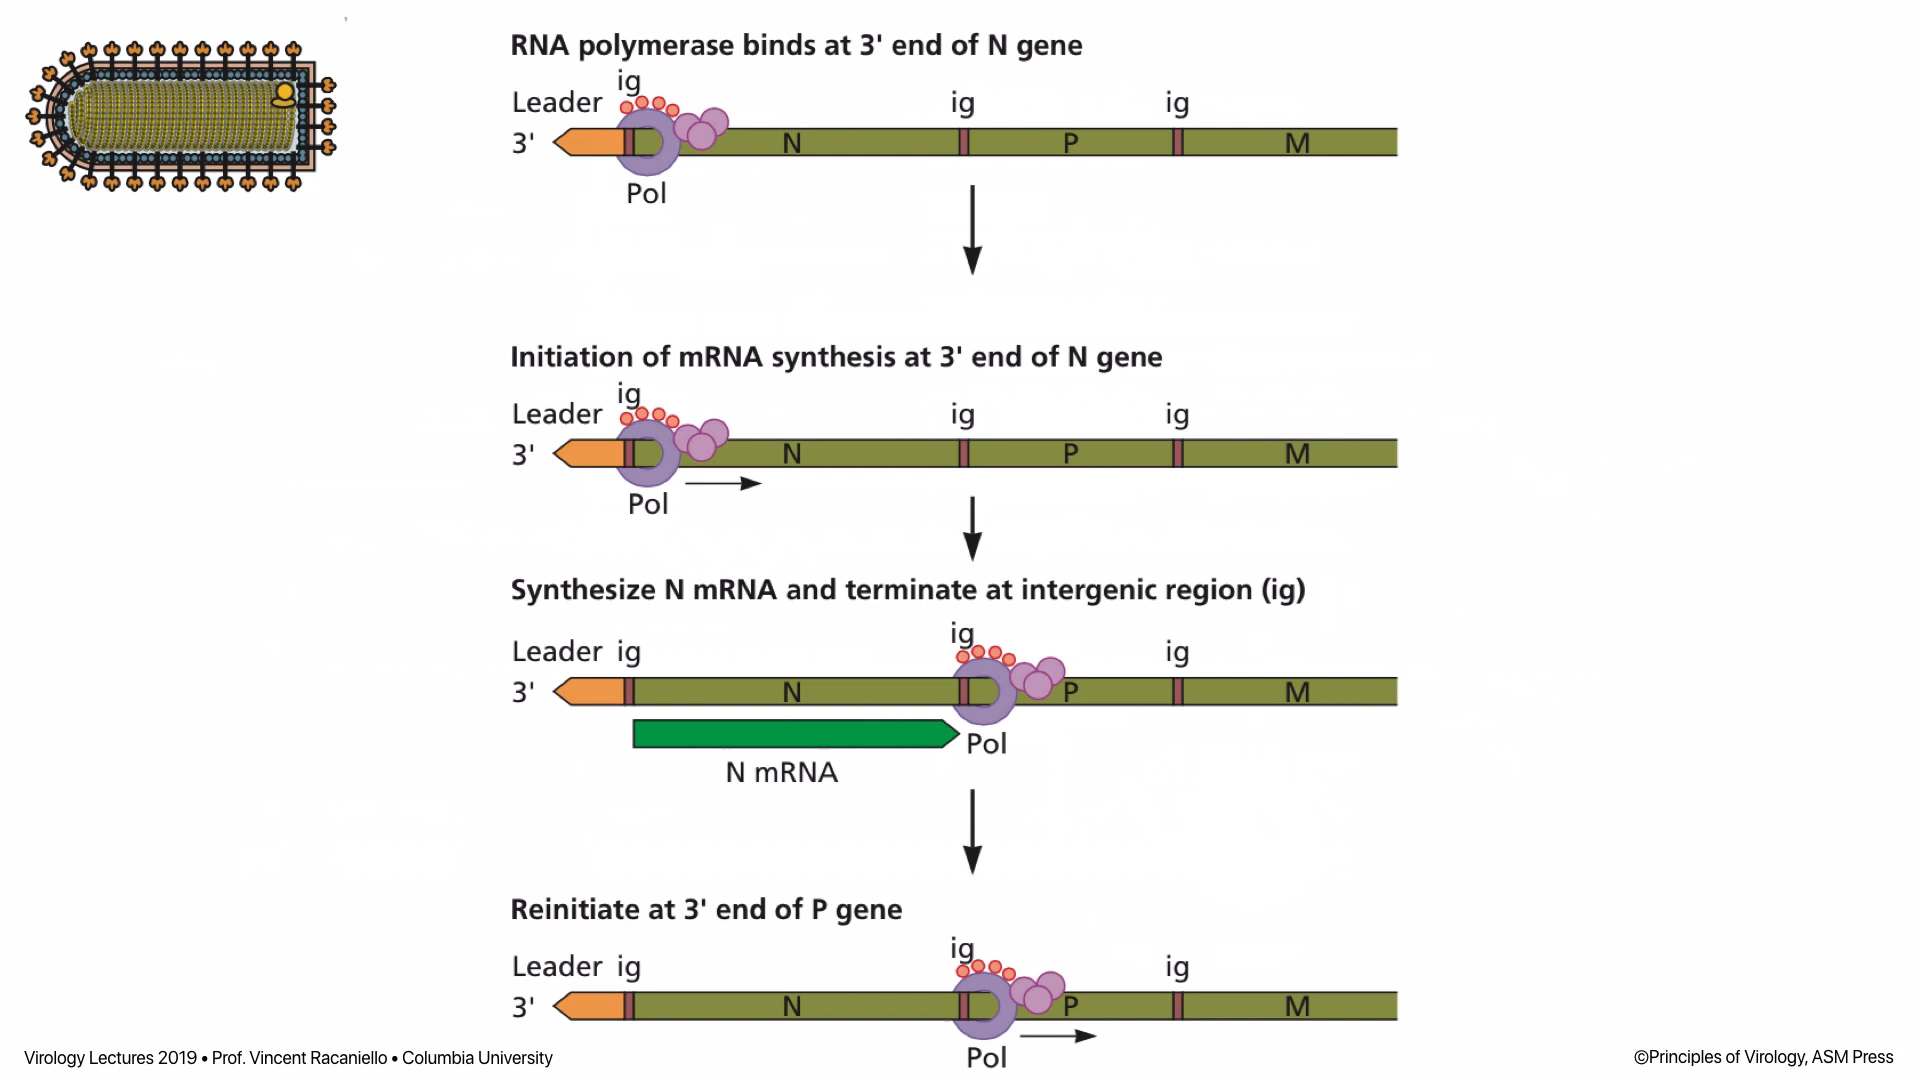 RNA polymerase binds at 3' end of N gene
ig
Leader ig ig
3' N P M
Pol
Initiation of mRNA synthesis at 3' end of N gene
ig
Leader ig ig
3' N P M
Pol
Synthesize N mRNA and terminate at intergenic region (ig)
ig
Leader ig ig
3' N P M
Pol
N mRNA
Reinitiate at 3' end of P gene
ig
Leader ig ig
3' N P M
Pol
Virology Lectures 2019 • Prof. Vincent Racaniello • Columbia University
©Principles of Virology, ASM Press